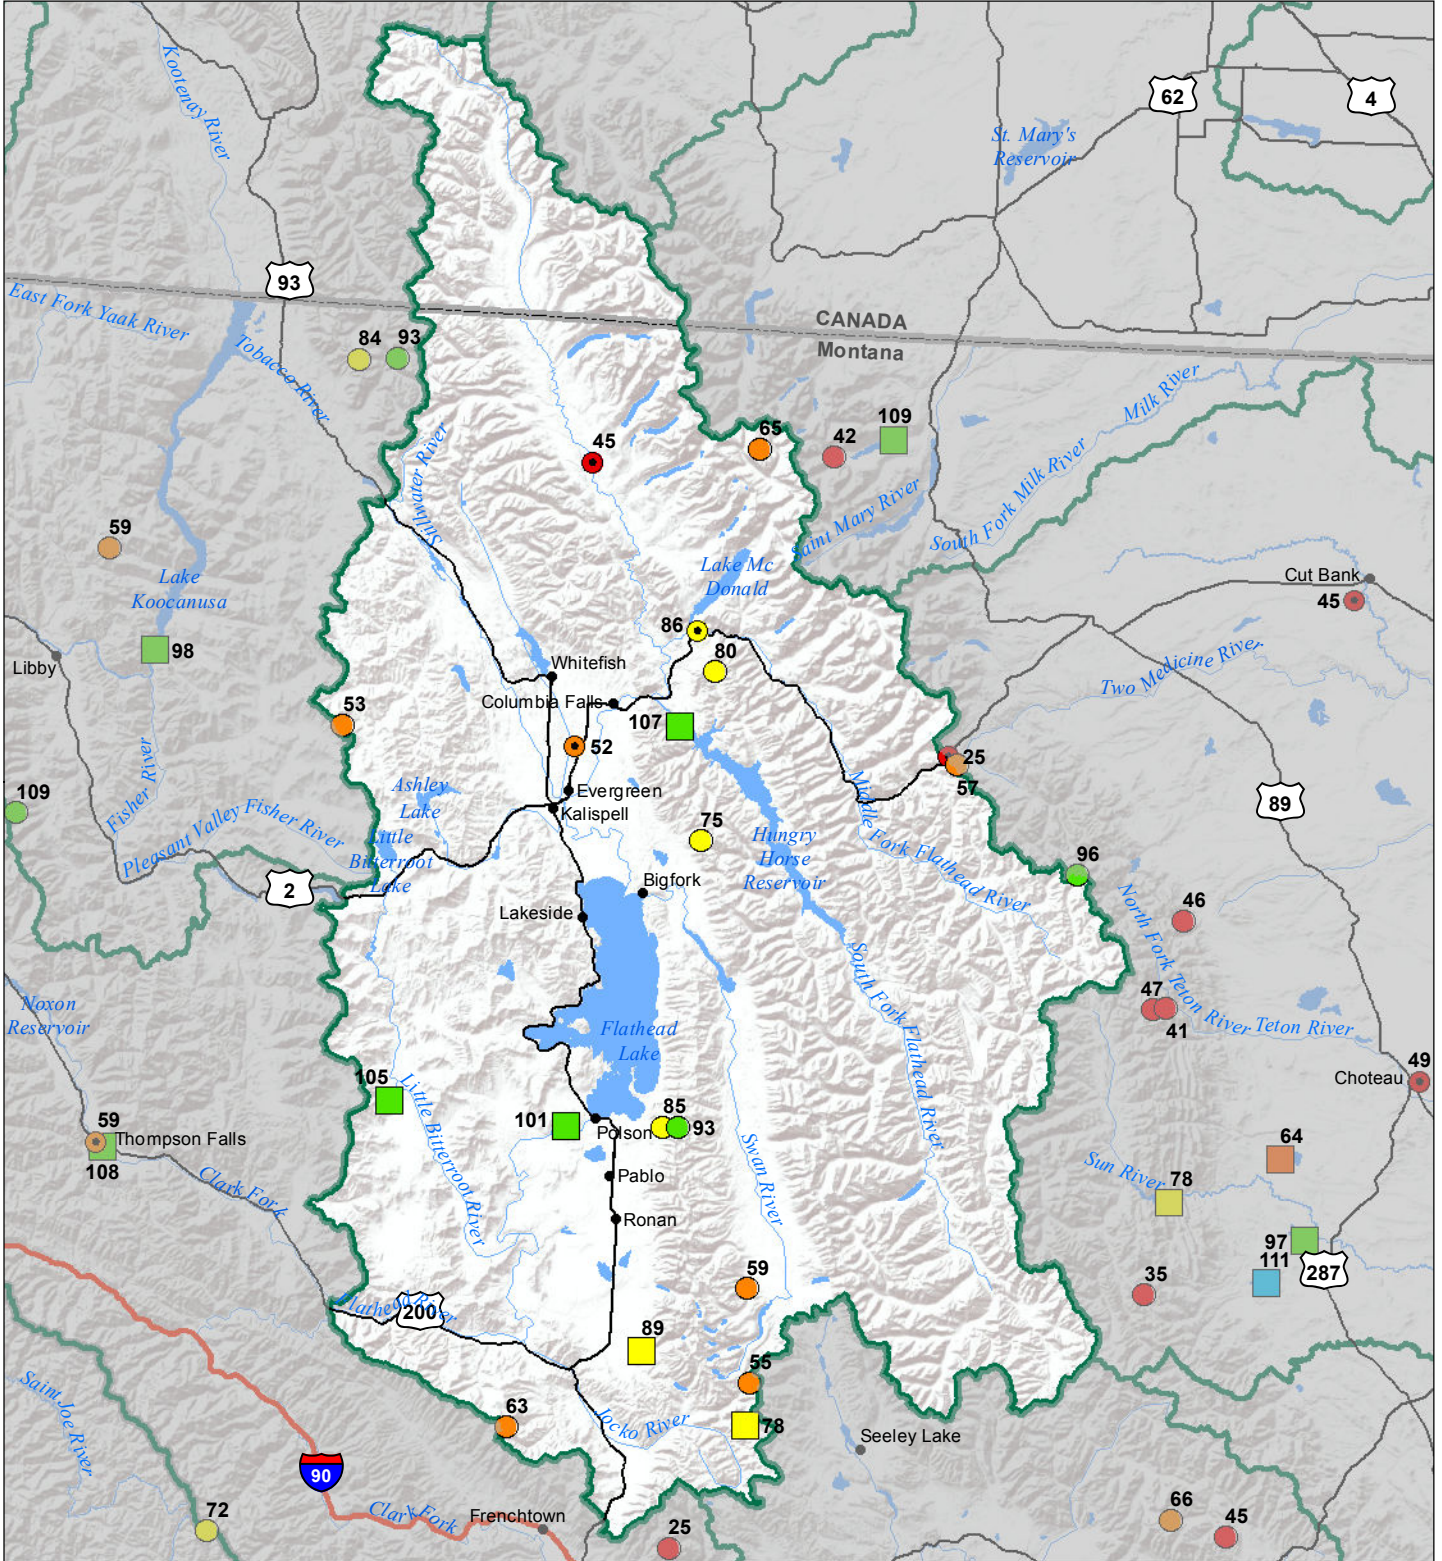 Kootenay River
62
4
St. Mary's
Reservoir
93
East Fork Yaak River
CANADA
Montana
84
93
Tobacco River
Milk River
65
42
109
45
Stillwater River
South Fork Milk River
Saint Mary River
59
Lake
Koocanusa
Lake Mc
Donald
Cut Bank
45
86
98
Libby
Whitefish
80
Two Medicine River
Columbia Falls
107
53
52
25
57
Fisher River
109
Ashley
Lake
Evergreen
Kalispell
89
Middle Fork Flathead River
Pleasant Valley Fisher River
Little
Bitterroot
Lake
75
Hungry
Horse
Reservoir
96
2
Bigfork
Lakeside
46
North Fork Teton River
South Fork Flathead River
47
41
Teton River
Noxon
Reservoir
Flathead
Lake
49
Choteau
105
Little Bitterroot River
101
85
93
Polson
59
Thompson Falls
108
Swan River
64
Sun River
78
Pablo
Clark Fork
Ronan
97
111
287
35
59
Flathead River
200
89
55
63
Jocko River
78
Saint Joe River
Seeley Lake
90
72
Clark Fork
Frenchtown
25
66
45